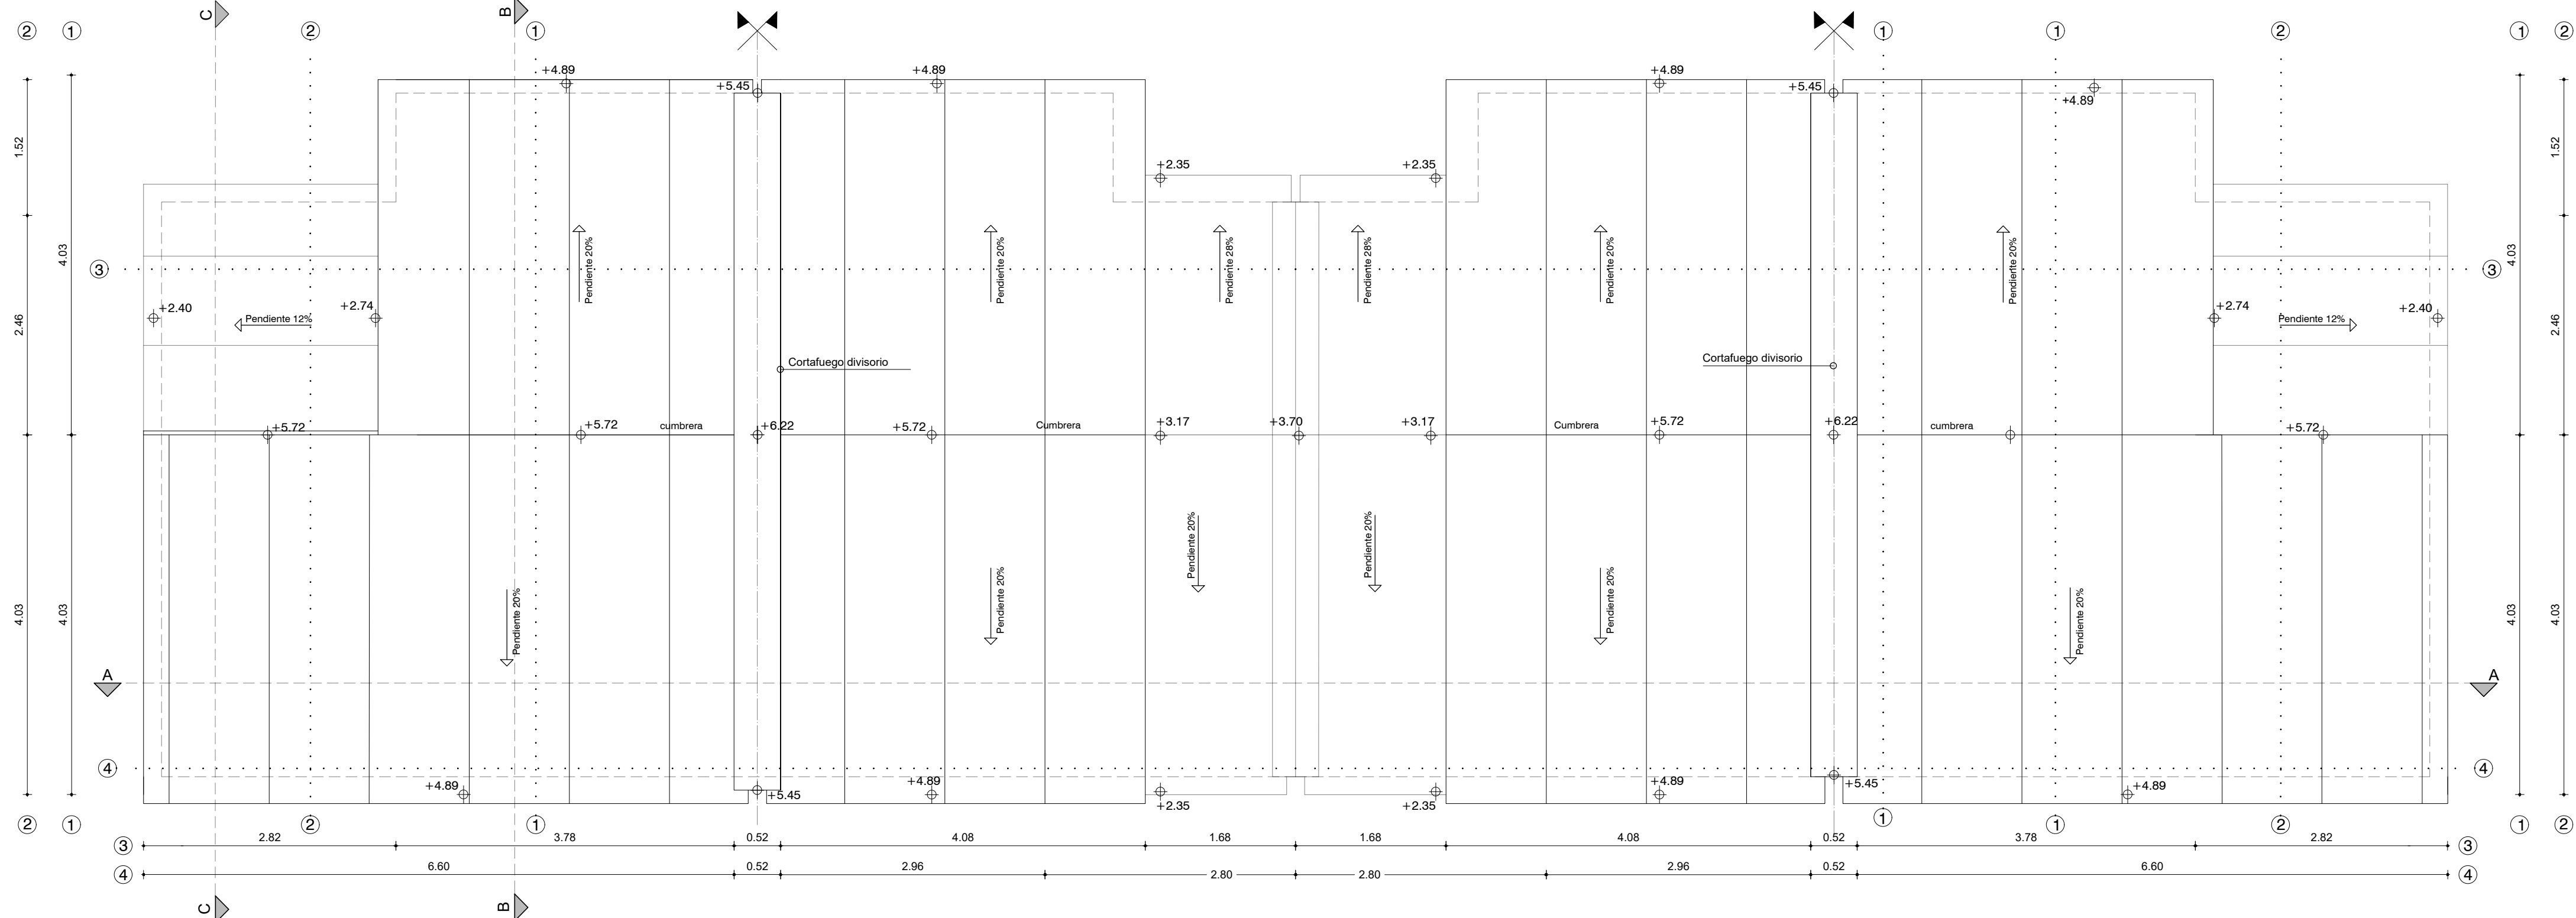 C
B
2 1 2 1 1 1 2 1 2
+4.89 +4.89 +4.89
+5.45 +5.45
+4.89
1.52 1.52
+2.35 +2.35
4.03 4.03
Pendiente 20% Pendiente 20% Pendiente 28% Pendiente 28% Pendiente 20% Pendiente 20%
3 3
+2.40 +2.74 +2.74 +2.40
Pendiente 12% Pendiente 12%
2.46 2.46
Cortafuego divisorio Cortafuego divisorio
+5.72 +5.72 cumbrera +6.22 +5.72 Cumbrera +3.17 +3.70 +3.17 Cumbrera +5.72 +6.22 cumbrera +5.72
Pendiente 20% Pendiente 20%
4.03 4.03 Pendiente 20% Pendiente 20% Pendiente 20% Pendiente 20% 4.03 4.03
A A
4 4
+4.89 +4.89 +4.89 +5.45 +4.89
+5.45 +2.35 +2.35
2 1 2 1 1 1 2 1 2
3 2.82 3.78 0.52 4.08 1.68 1.68 4.08 0.52 3.78 2.82 3
4 6.60 0.52 2.96 2.80 2.80 2.96 0.52 6.60 4
C B